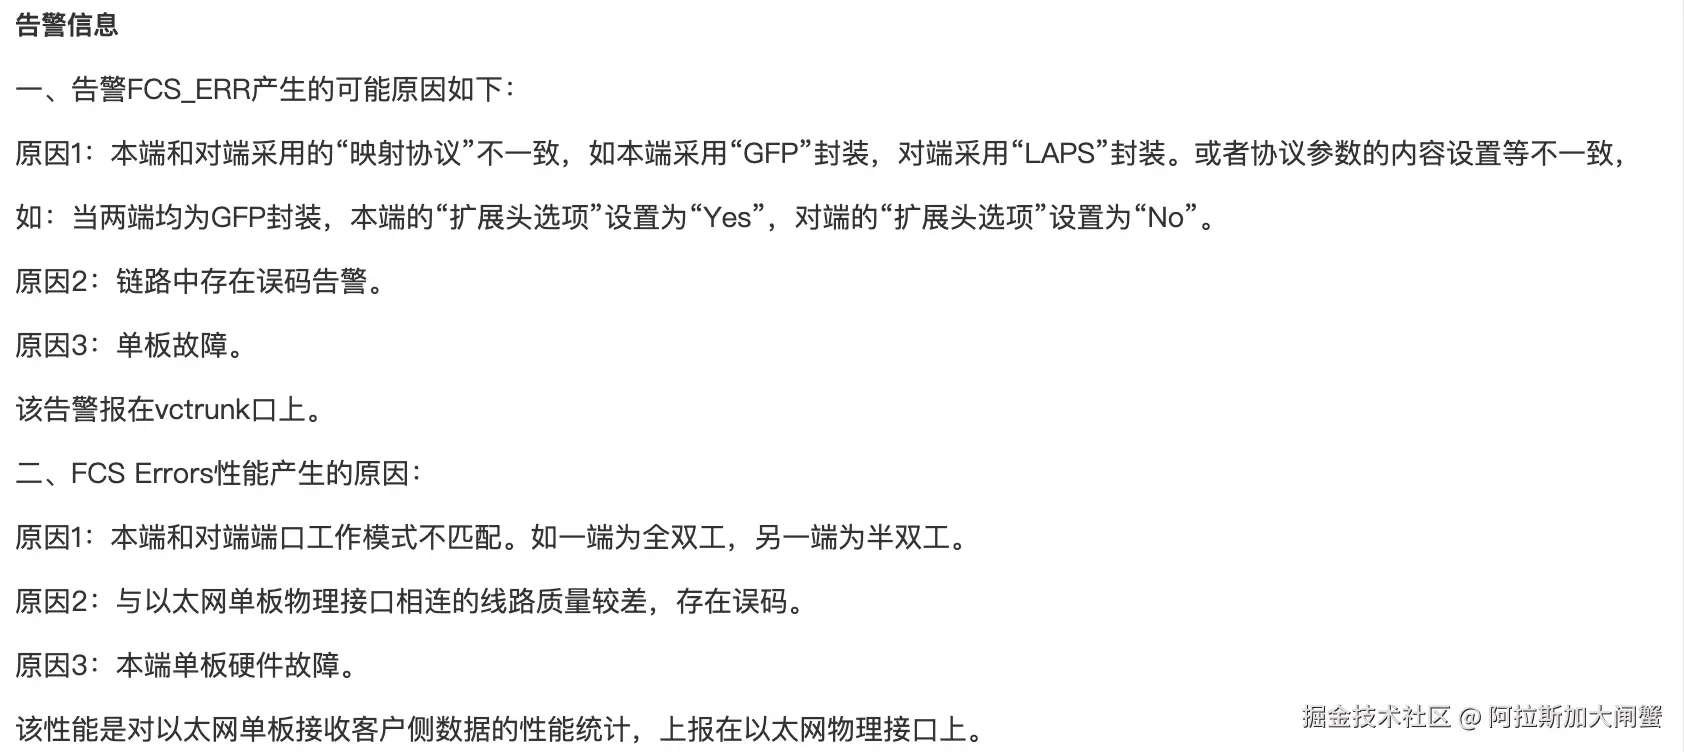 告警信息
一、告警FCS_ERR产生的可能原因如下：
原因1：本端和对端采用的“映射协议”不一致，如本端采用“GFP”封装，对端采用“LAPS”封装。或者协议参数的内容设置等不一致，
如：当两端均为GFP封装，本端的“扩展头选项”设置为“Yes”，对端的“扩展头选项”设置为“No”。
原因2：链路中存在误码告警。
原因3：单板故障。
该告警报在vctrunk口上。
二、FCS Errors性能产生的原因：
原因1：本端和对端端口工作模式不匹配。如一端为全双工，另一端为半双工。
原因2：与以太网单板物理接口相连的线路质量较差，存在误码。
原因3：本端单板硬件故障。
该性能是对以太网单板接收客户侧数据的性能统计，上报在以太网物理接口上。
掘金技术社区 @ 阿拉斯加大闸蟹